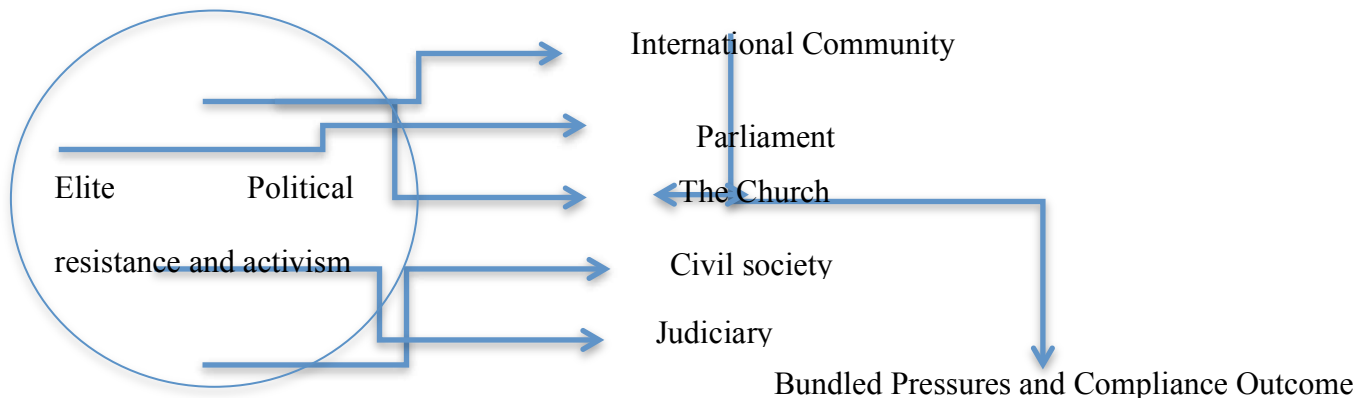 International Community
Parliament
Elite Political
resistance and activism
The Church
Civil society
Judiciary
Bundled Pressures and Compliance Outcome